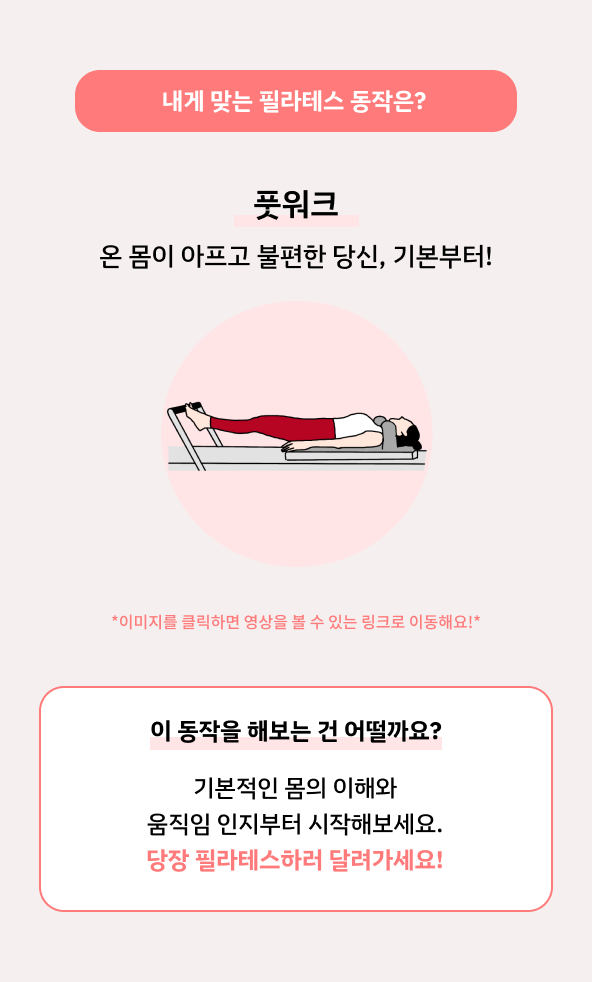 내게 맞는 필라테스 동작은?
풋워크
온 몸이 아프고 불편한 당신, 기본부터!
*이미지를 클릭하면 영상을 볼 수 있는 링크로 이동해요!*
이 동작을 해보는 건 어떨까요?
기본적인 몸의 이해와
움직임 인지부터 시작해보세요.
당장 필라테스하러 달려가세요!